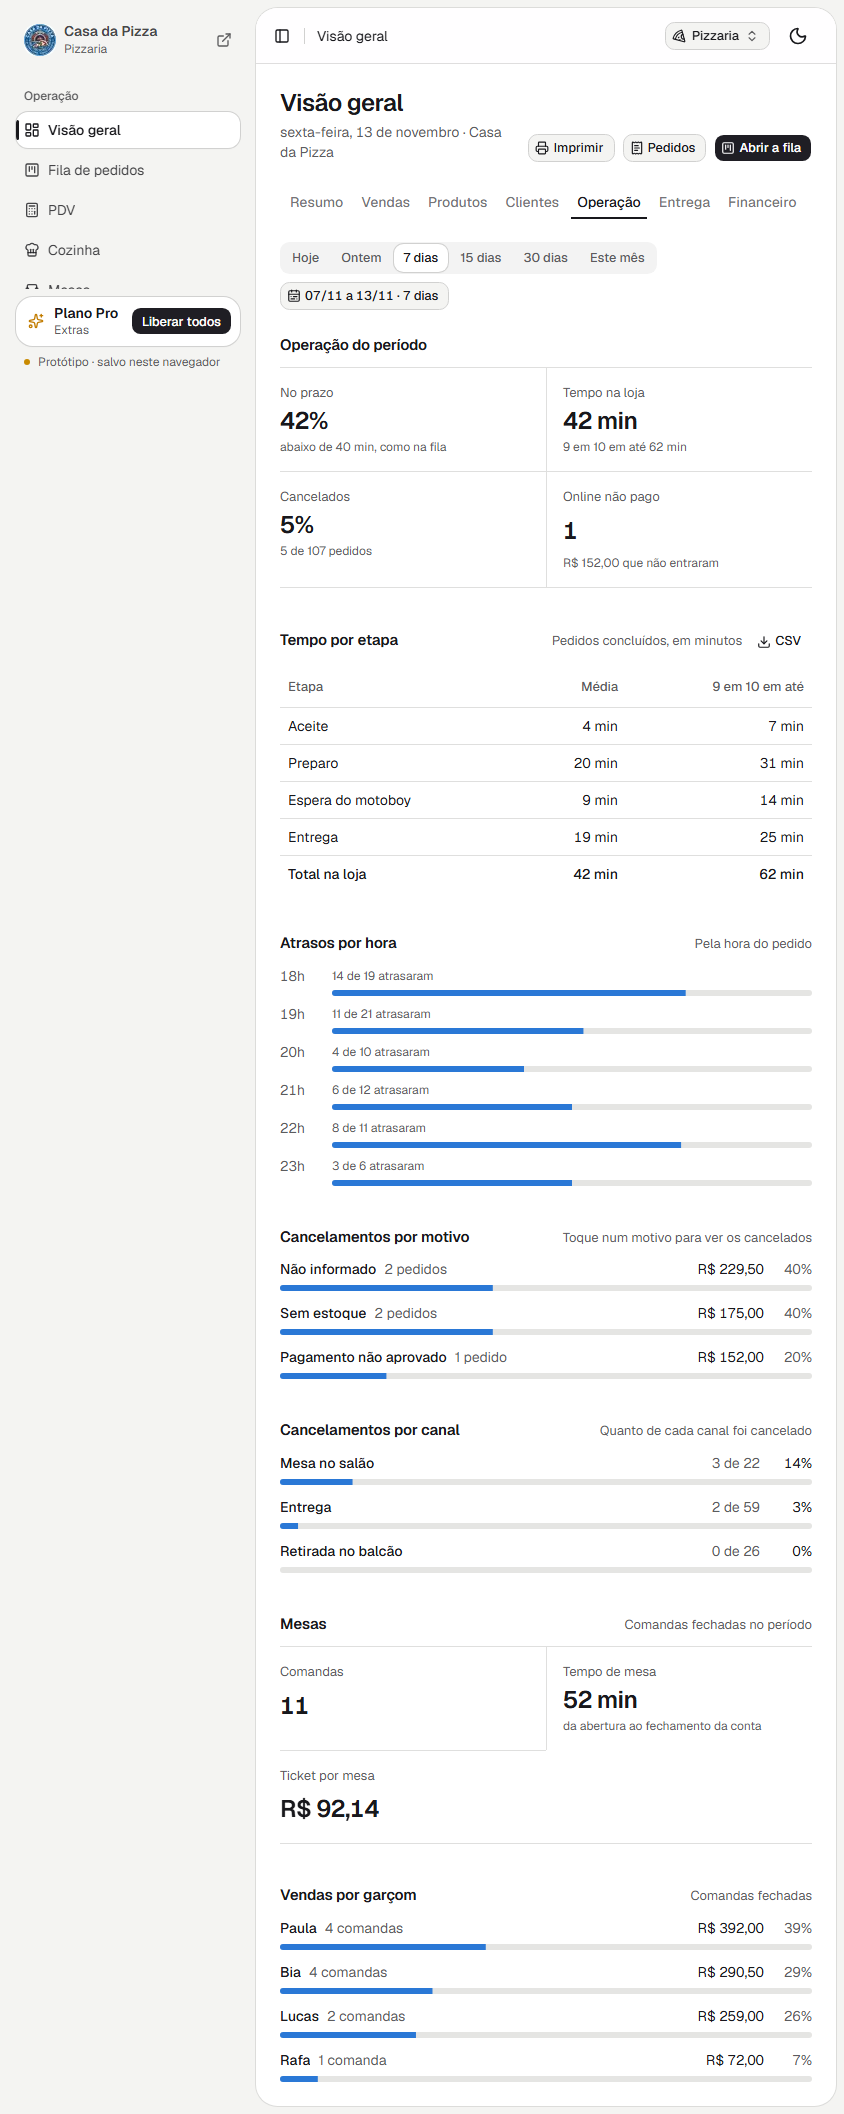 Casa da Pizza
Pizzaria
Operação
Visão geral
Fila de pedidos
PDV
Cozinha
Plano Pro
Extras
Liberar todos
Protótipo · salvo neste navegador
Visão geral
Pizzaria
Visão geral
sexta-feira, 13 de novembro · Casa
da Pizza
Imprimir
Pedidos
Abrir a fila
Resumo
Vendas
Produtos
Clientes
Operação
Entrega
Financeiro
Hoje
Ontem
7 dias
15 dias
30 dias
Este mês
07/11 a 13/11 · 7 dias
Operação do período
No prazo
42%
abaixo de 40 min, como na fila
Tempo na loja
42 min
9 em 10 em até 62 min
Cancelados
5%
5 de 107 pedidos
Online não pago
1
R$ 152,00 que não entraram
Tempo por etapa
Pedidos concluídos, em minutos
CSV
Etapa Média 9 em 10 em até
Aceite 4 min 7 min
Preparo 20 min 31 min
Espera do motoboy 9 min 14 min
Entrega 19 min 25 min
Total na loja 42 min 62 min
Atrasos por hora
Pela hora do pedido
18h 14 de 19 atrasaram
19h 11 de 21 atrasaram
20h 4 de 10 atrasaram
21h 6 de 12 atrasaram
22h 8 de 11 atrasaram
23h 3 de 6 atrasaram
Cancelamentos por motivo
Toque num motivo para ver os cancelados
Não informado 2 pedidos R$ 229,50 40%
Sem estoque 2 pedidos R$ 175,00 40%
Pagamento não aprovado 1 pedido R$ 152,00 20%
Cancelamentos por canal
Quanto de cada canal foi cancelado
Mesa no salão 3 de 22 14%
Entrega 2 de 59 3%
Retirada no balcão 0 de 26 0%
Mesas
Comandas fechadas no período
Comandas
11
Tempo de mesa
52 min
da abertura ao fechamento da conta
Ticket por mesa
R$ 92,14
Vendas por garçom
Comandas fechadas
Paula 4 comandas R$ 392,00 39%
Bia 4 comandas R$ 290,50 29%
Lucas 2 comandas R$ 259,00 26%
Rafa 1 comanda R$ 72,00 7%